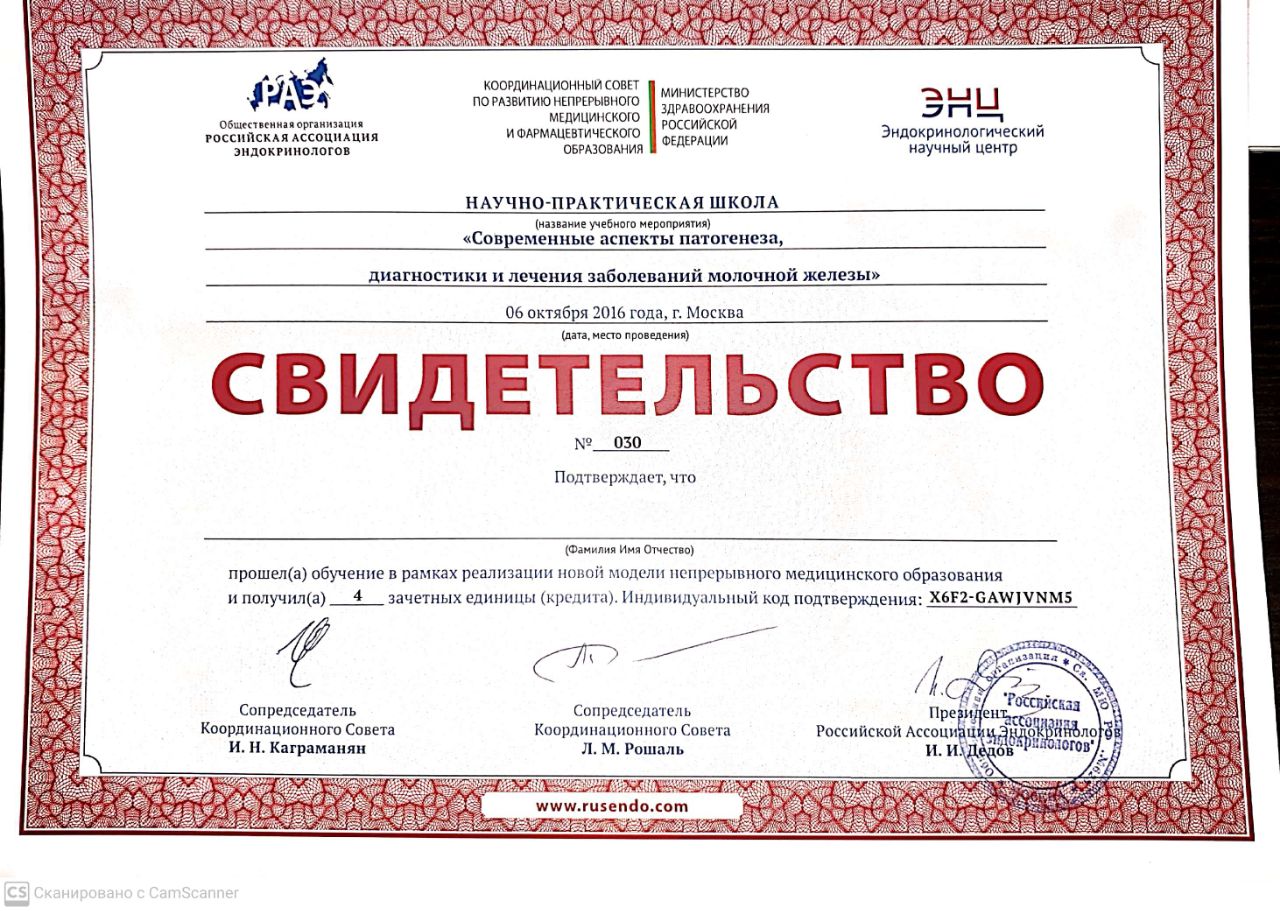 РАЭ
Общественная организация
РОССИЙСКАЯ АССОЦИАЦИЯ
ЭНДОКРИНОЛОГОВ
КООРДИНАЦИОННЫЙ СОВЕТ
ПО РАЗВИТИЮ НЕПРЕРЫВНОГО
МЕДИЦИНСКОГО
И ФАРМАЦЕВТИЧЕСКОГО
ОБРАЗОВАНИЯ
МИНИСТЕРСТВО
ЗДРАВООХРАНЕНИЯ
РОССИЙСКОЙ
ФЕДЕРАЦИИ
ЭНЦ
Эндокринологический
научный центр
НАУЧНО-ПРАКТИЧЕСКАЯ ШКОЛА
(название учебного мероприятия)
«Современные аспекты патогенеза,
диагностики и лечения заболеваний молочной железы»
06 октября 2016 года, г. Москва
(дата, место проведения)
СВИДЕТЕЛЬСТВО
№ 030
Подтверждает, что
(Фамилия Имя Отчество)
прошел(а) обучение в рамках реализации новой модели непрерывного медицинского образования
и получил(а) 4 зачетных единицы (кредита). Индивидуальный код подтверждения: X6F2-GAWJVNM5
Сопредседатель
Координационного Совета
И. Н. Каграманян
Сопредседатель
Координационного Совета
Л. М. Рошаль
Президент
Российской Ассоциации Эндокринологов
И. И. Дедов
"Российская
ассоциация
эндокринологов"
организация * Св. МЮ РФ
www.rusendo.com
CS Сканировано с CamScanner